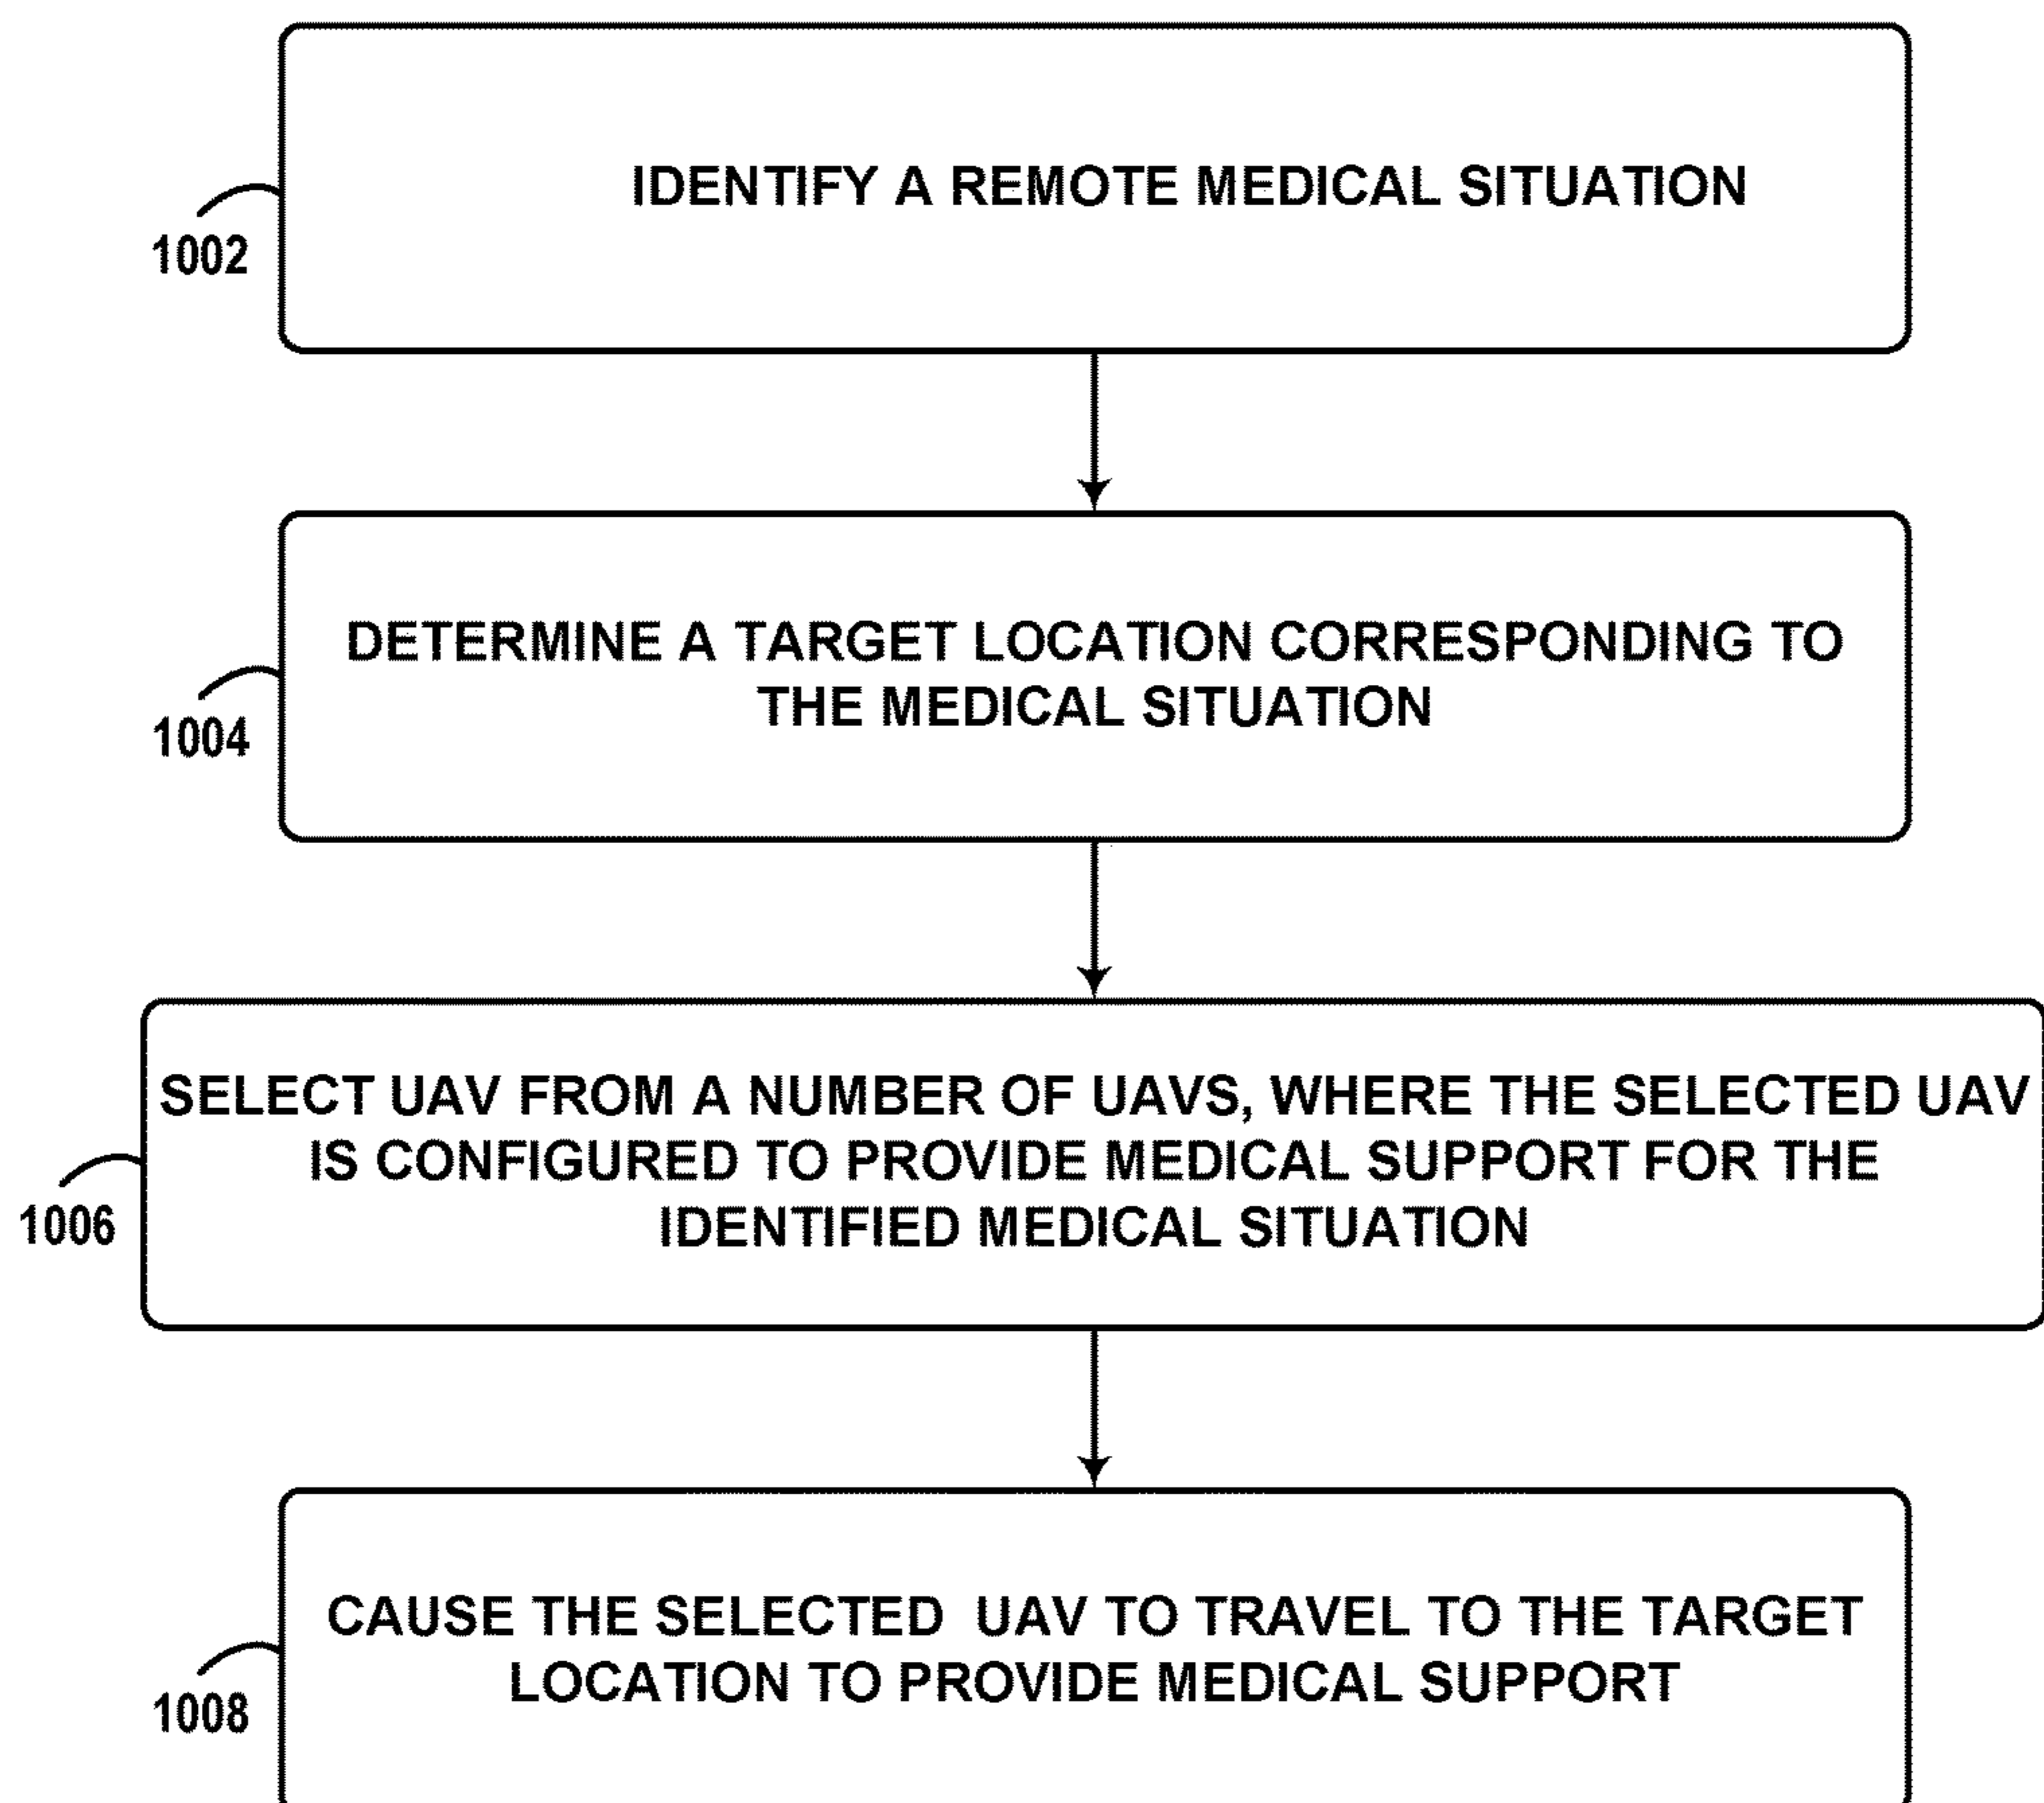 IDENTIFY A REMOTE MEDICAL SITUATION
1002
DETERMINE A TARGET LOCATION CORRESPONDING TO
THE MEDICAL SITUATION
1004
SELECT UAV FROM A NUMBER OF UAVS, WHERE THE SELECTED UAV
IS CONFIGURED TO PROVIDE MEDICAL SUPPORT FOR THE
IDENTIFIED MEDICAL SITUATION
1006
CAUSE THE SELECTED UAV TO TRAVEL TO THE TARGET
LOCATION TO PROVIDE MEDICAL SUPPORT
1008